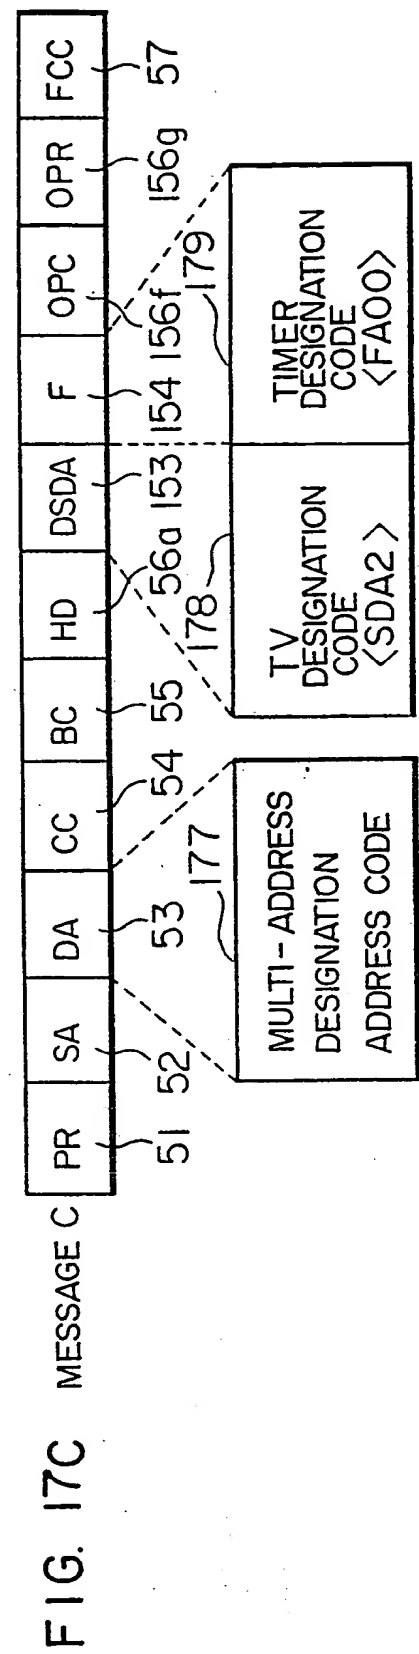 FIG. 17C
MESSAGE C
PR SA DA CC BC HD DSDA F OPC OPR FCC
51 52 53 54 55 56a 153 154 156f 156g 57
177 178 179
MULTI-ADDRESS
DESIGNATION
ADDRESS CODE
TV
DESIGNATION
CODE
<SDA2>
TIMER
DESIGNATION
CODE
<FA00>